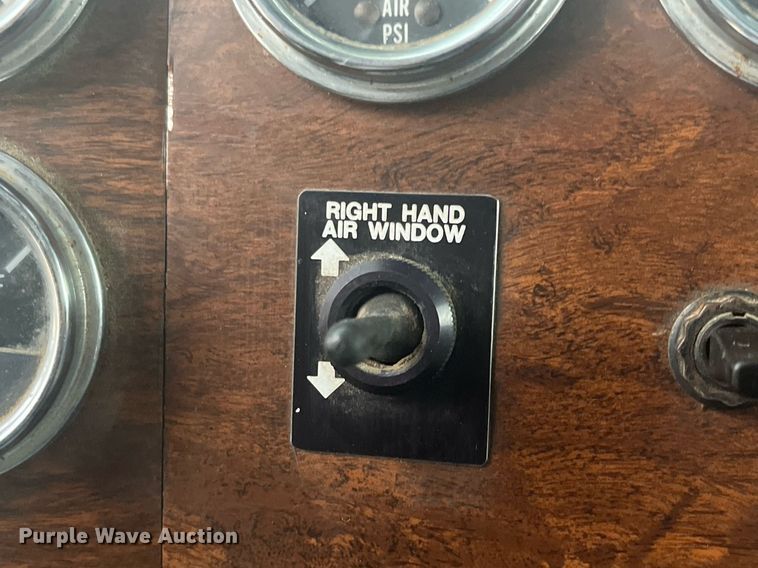 AIR
PSI
RIGHT HAND
AIR WINDOW
Purple Wave Auction